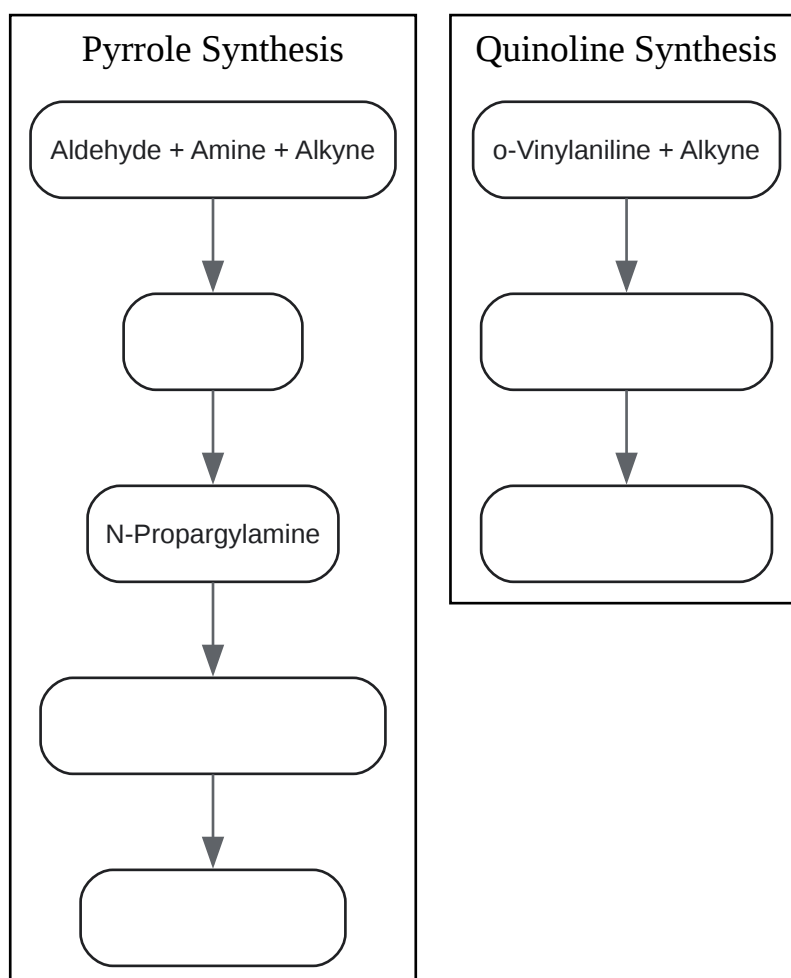 Pyrrole Synthesis
Aldehyde + Amine + Alkyne
N-Propargylamine
Quinoline Synthesis
o-Vinylaniline + Alkyne